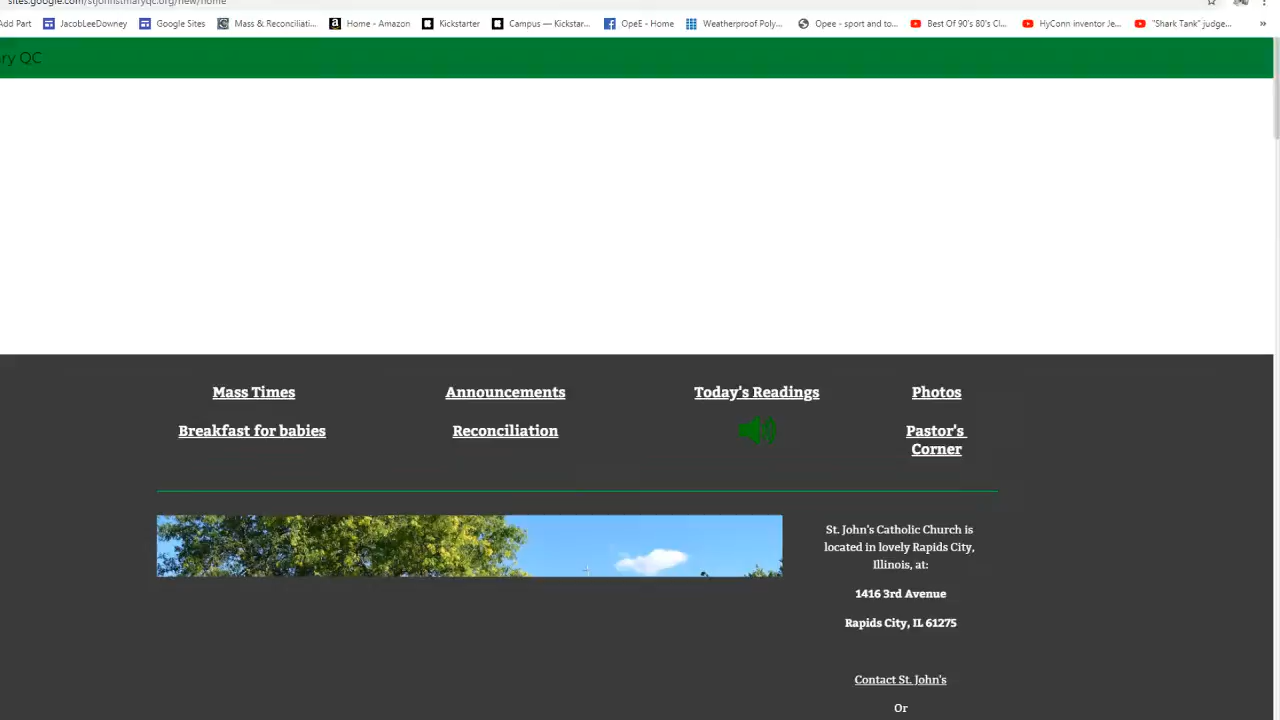 sites.google.com/stjohnstmaryqc.org/new/home
Add Part JacobLeeDowney Google Sites Mass & Reconciliati... Home - Amazon Kickstarter Campus — Kickstar... OpeE - Home Weatherproof Poly... Opee - sport and to... Best Of 90's 80's Cl... HyConn inventor Je... "Shark Tank" judge... »
ary QC
Mass Times Announcements Today's Readings Photos
Breakfast for babies Reconciliation Pastor's
Corner
St. John's Catholic Church is
located in lovely Rapids City,
Illinois, at:
1416 3rd Avenue
Rapids City, IL 61275
Contact St. John's
Or